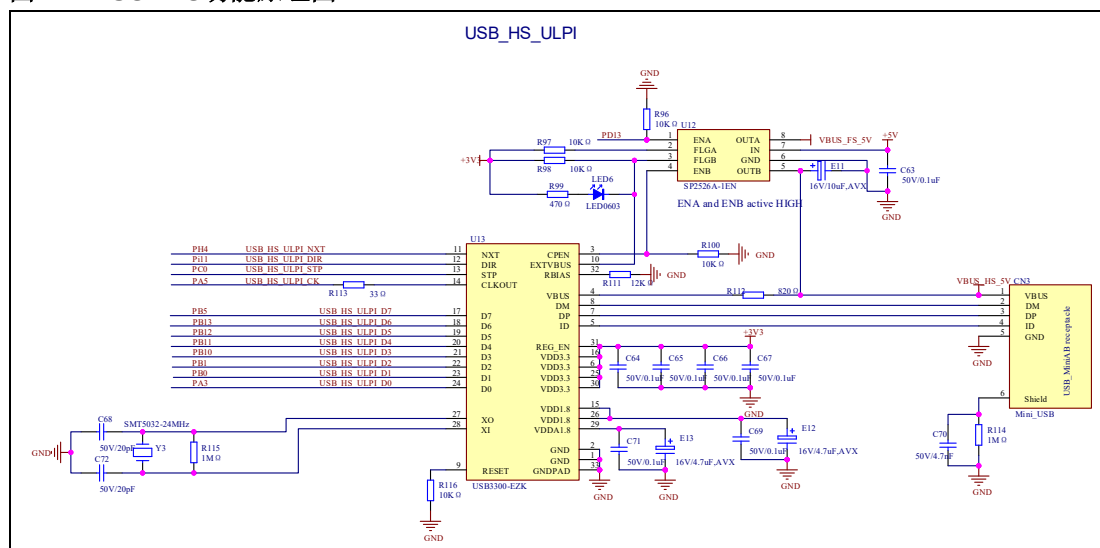 USB_HS_ULPI
GND
R96
10KΩ
U12
PD13
1 ENA OUTA 8 VBUS_FS_5V
2 FLGA IN 7 +5V
3 FLGB GND 6
4 ENB OUTB 5
SP2526A-1EN
ENA and ENB active HIGH
+3V3
R97 10KΩ
R98 10KΩ
R99 470Ω
LED6
LED0603
E11
16V/10uF,AVX
C63
50V/0.1uF
GND
U13
PH4 USB_HS_ULPI_NXT 11 NXT
Pi11 USB_HS_ULPI_DIR 12 DIR
PC0 USB_HS_ULPI_STP 13 STP
PA5 USB_HS_ULPI_CK 14 CLKOUT
R113 33Ω
PB5 USB_HS_ULPI_D7 17 D7
PB13 USB_HS_ULPI_D6 18 D6
PB12 USB_HS_ULPI_D5 19 D5
PB11 USB_HS_ULPI_D4 20 D4
PB10 USB_HS_ULPI_D3 21 D3
PB1 USB_HS_ULPI_D2 22 D2
PB0 USB_HS_ULPI_D1 23 D1
PA3 USB_HS_ULPI_D0 24 D0
27 XO
28 XI
9 RESET
CPEN 3
EXTVBUS 10
RBIAS 32
VBUS 4
DM 8
DP 7
ID 5
REG_EN 31
VDD3.3 16
VDD3.3 6
VDD3.3 25
VDD3.3 30
VDD1.8 15
VDD1.8 26
VDDA1.8 29
GND 2
GND 1
GNDPAD 33
USB3300-EZK
R100
10KΩ
GND
R111 12KΩ
GND
820Ω
VBUS_HS_5V CN3
1 VBUS
2 DM
3 DP
4 ID
5 GND
6 Shield
USB_MiniAB receptacle
Mini_USB
GND
+3V3
C64 C65 C66 C67
50V/0.1uF 50V/0.1uF 50V/0.1uF 50V/0.1uF
GND
C71
50V/0.1uF
E13
16V/4.7uF,AVX
GND
C69
50V/0.1uF
E12
16V/4.7uF,AVX
GND
GND
C70
50V/4.7nF
R114
1MΩ
GND
C68
SMT5032-24MHz
50V/20pF
Y3
R115
1MΩ
GND
C72
50V/20pF
R116
10KΩ
GND